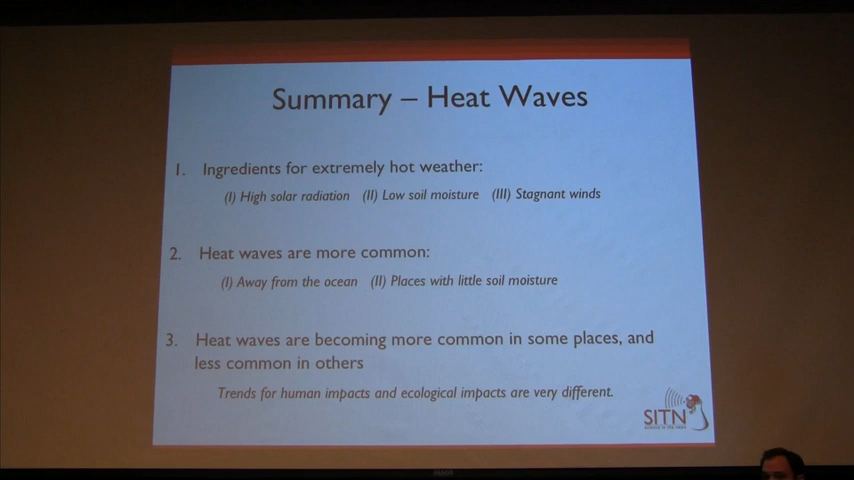 Summary – Heat Waves
1. Ingredients for extremely hot weather:
(I) High solar radiation (II) Low soil moisture (III) Stagnant winds
2. Heat waves are more common:
(I) Away from the ocean (II) Places with little soil moisture
3. Heat waves are becoming more common in some places, and
less common in others
Trends for human impacts and ecological impacts are very different.
SITN